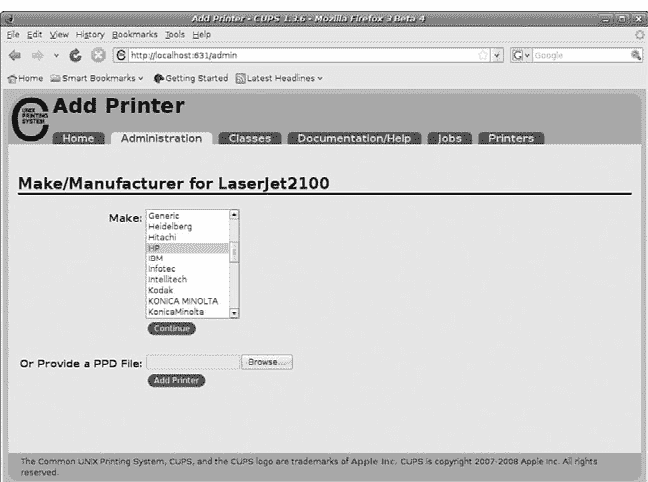 Add Printer - CUPS 1.3.6 - Mozilla Firefox 3 Beta 4
File Edit View History Bookmarks Tools Help
http://localhost:631/admin
Google
Home Smart Bookmarks Getting Started Latest Headlines
UNIX PRINTING SYSTEM
Add Printer
Home Administration Classes Documentation/Help Jobs Printers
Make/Manufacturer for LaserJet2100
Make:
Generic
Heidelberg
Hitachi
HP
IBM
Infotec
Intellitech
Kodak
KONICA MINOLTA
KonicaMinolta
Continue
Or Provide a PPD File: Browse...
Add Printer
The Common UNIX Printing System, CUPS, and the CUPS logo are trademarks of Apple Inc. CUPS is copyright 2007-2008 Apple Inc. All rights
reserved.